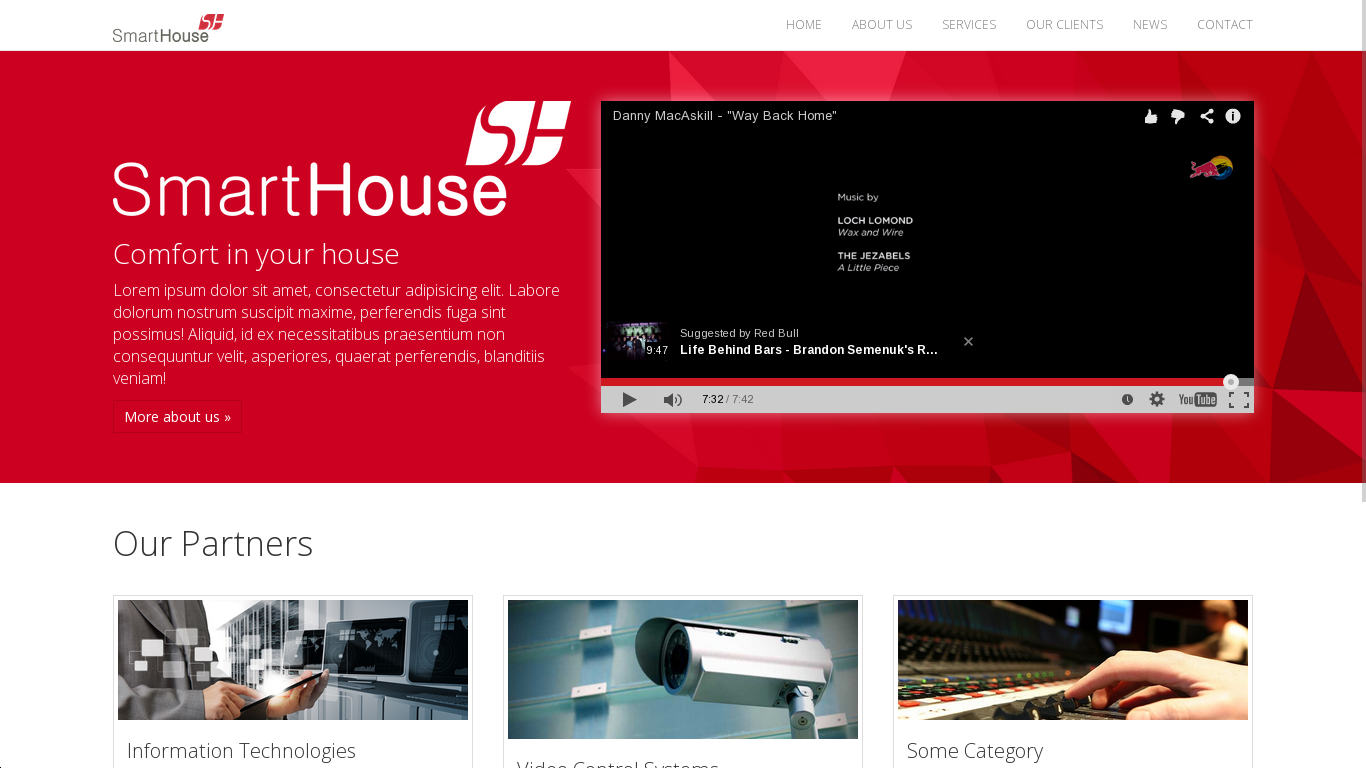 SmartHouse
HOME ABOUT US SERVICES OUR CLIENTS NEWS CONTACT
SH
SmartHouse
Comfort in your house
Lorem ipsum dolor sit amet, consectetur adipisicing elit. Labore
dolorum nostrum suscipit maxime, perferendis fuga sint
possimus! Aliquid, id ex necessitatibus praesentium non
consequuntur velit, asperiores, quaerat perferendis, blanditiis
veniam!
More about us »
Danny MacAskill - "Way Back Home"
Music by
LOCH LOMOND
Wax and Wire
THE JEZABELS
A Little Piece
Suggested by Red Bull
9:47
Life Behind Bars - Brandon Semenuk's R...
7:32 / 7:42
YouTube
Our Partners
Information Technologies
Video Control Systems
Some Category